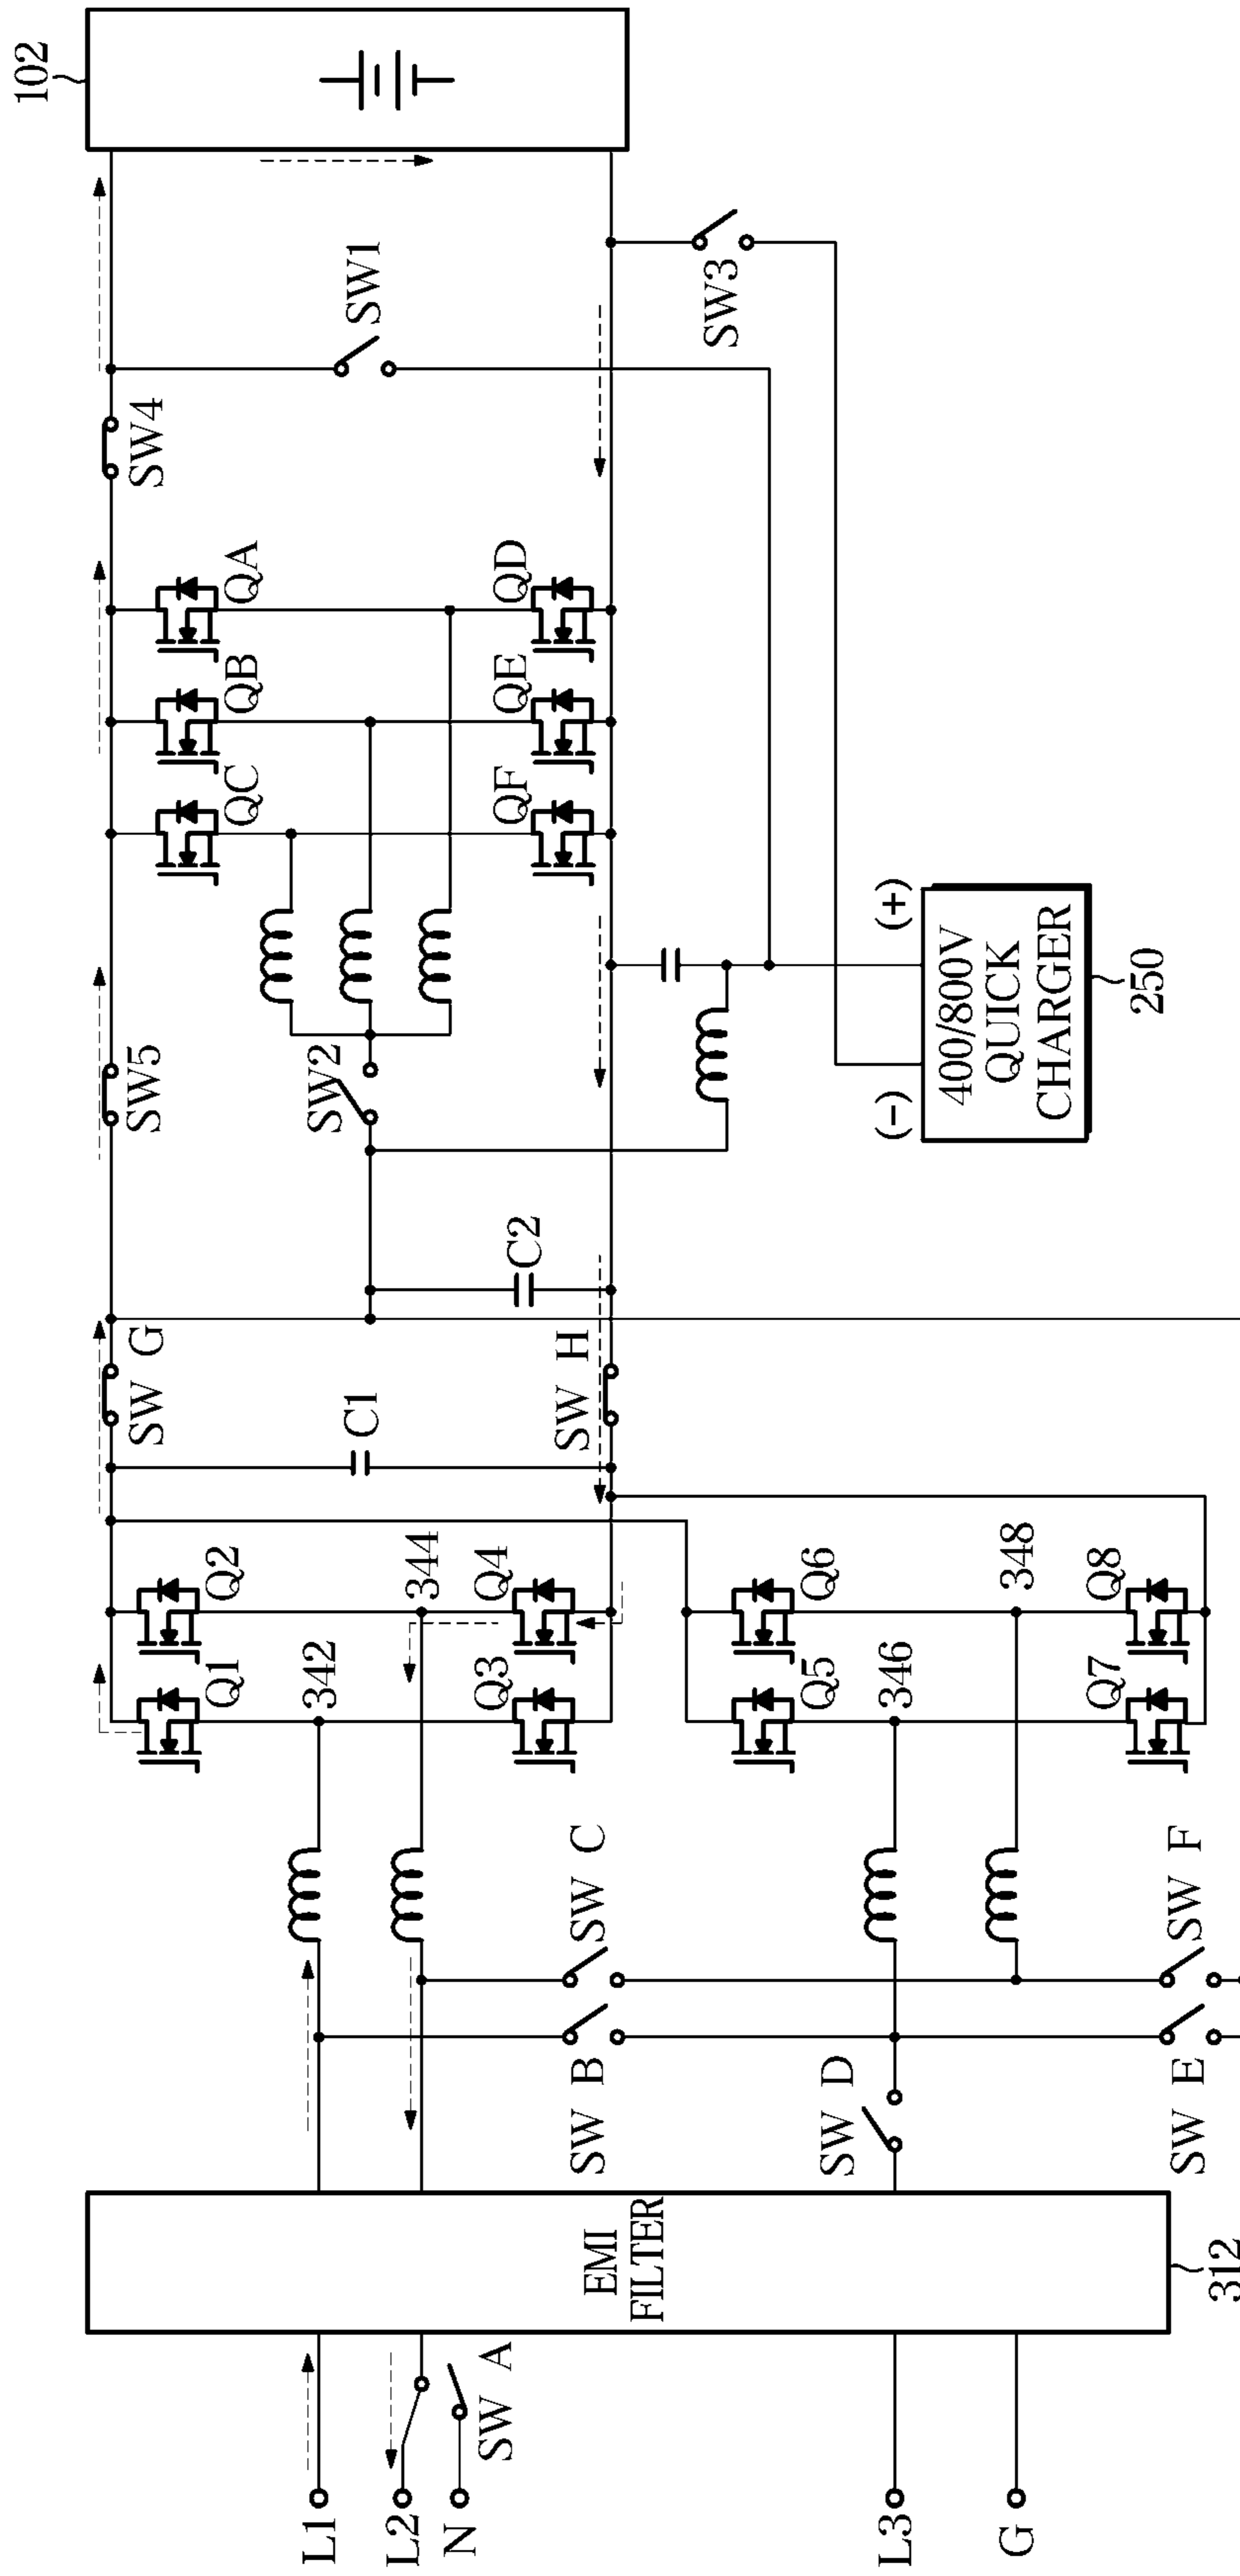 102
SW1
SW3
SW4
QA
QB
QC
QD
QE
QF
SW5
SW2
(+)
(-)
400/800V
QUICK
CHARGER
250
C2
SW G
SW H
C1
Q2
344
Q4
Q6
348
Q8
Q1
342
Q3
Q5
346
Q7
SW C
SW F
SW B
SW D
SW E
EMI
FILTER
312
SW A
L1
L2
N
L3
G